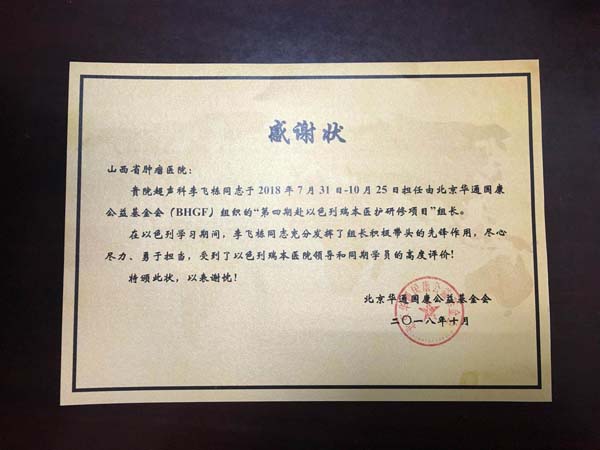 感谢状
山西省肿瘤医院：
贵院超声科李飞栋同志于2018年7月31日-10月25日担任由北京华通国康
公益基金会（BHGF）组织的“第四期赴以色列瑞本医护研修项目”组长。
在以色列学习期间，李飞栋同志充分发挥了组长积极带头的先锋作用，尽心
尽力、勇于担当，受到了以色列瑞本医院领导和同期学员的高度评价！
特颁此状，以表谢忱！
北京华通国康公益基金会
二〇一八年十月